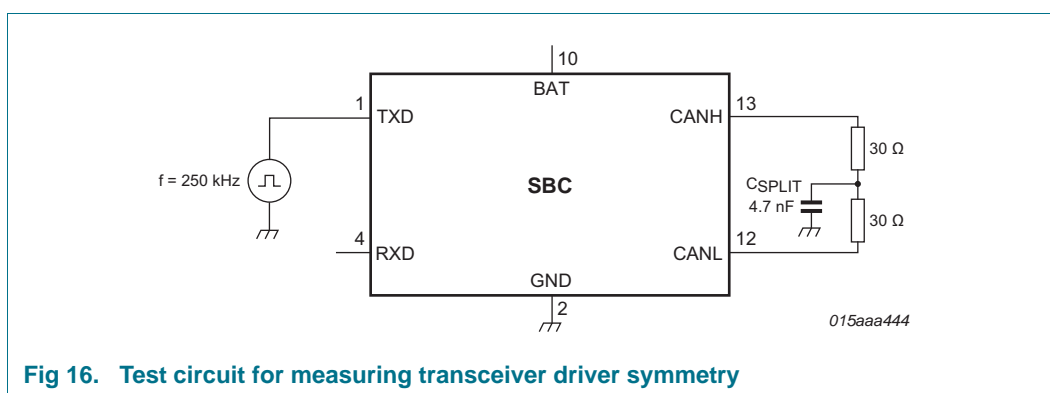 10
BAT
1
TXD
CANH
13
30 Ω
f = 250 kHz
SBC
CSPLIT
4.7 nF
30 Ω
4
RXD
CANL
12
GND
2
015aaa444
Fig 16. Test circuit for measuring transceiver driver symmetry